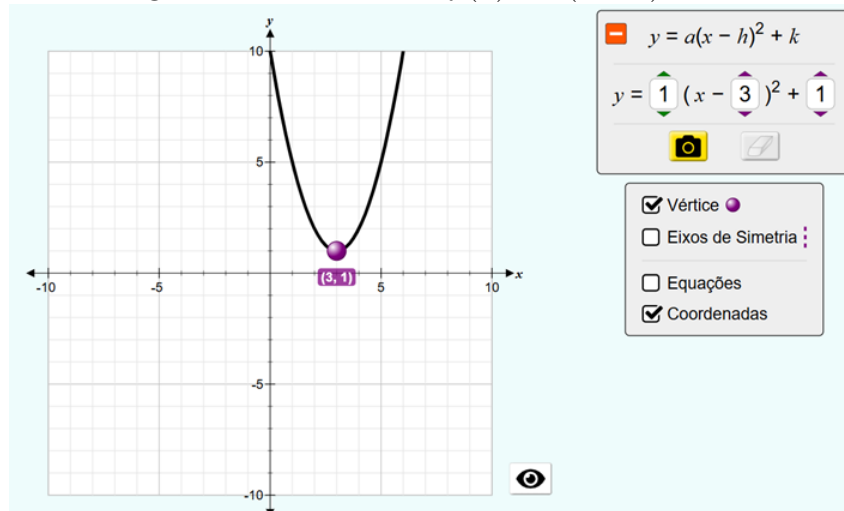 y
10
5
-10
-5
(3, 1)
5
10
x
-5
-10
y = a(x − h)² + k
y = 1 (x − 3)² + 1
Vértice
Eixos de Simetria
Equações
Coordenadas